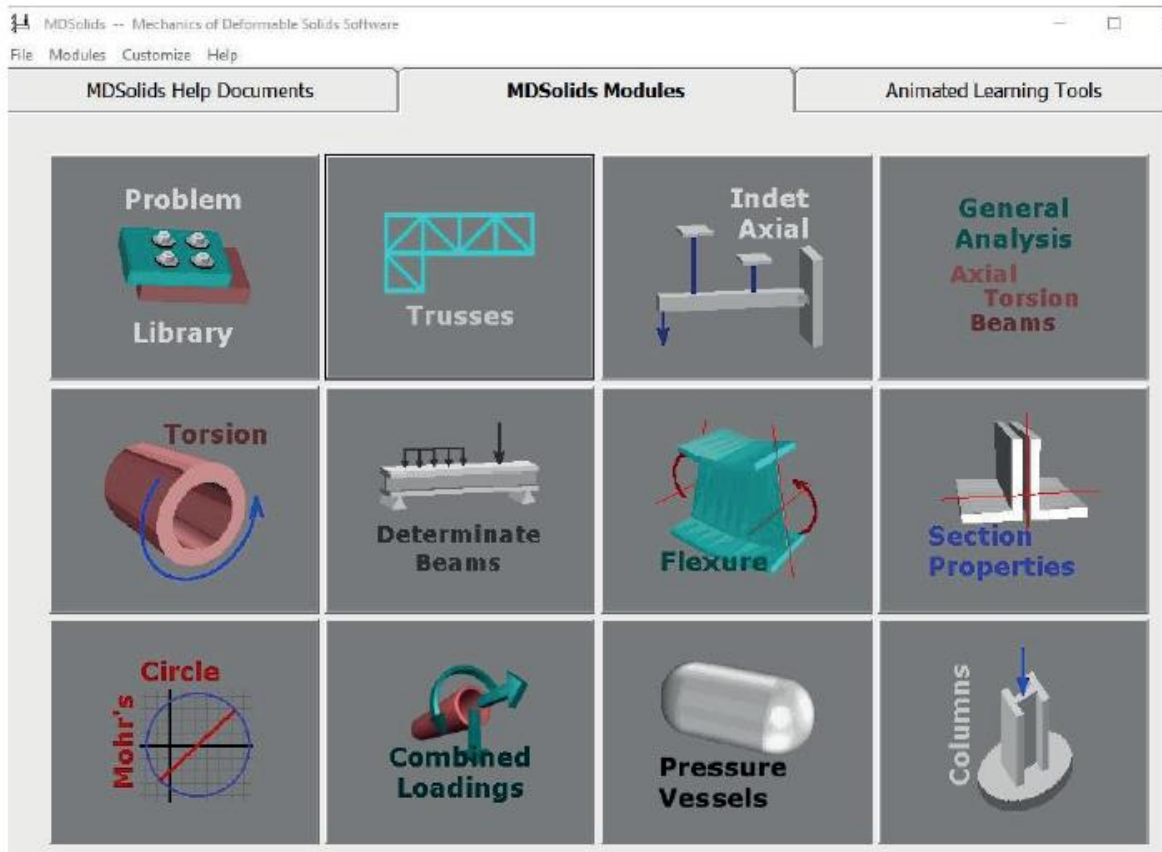 MDSolids -- Mechanics of Deformable Solids Software
File Modules Customize Help
MDSolids Help Documents
MDSolids Modules
Animated Learning Tools
Problem
Library
Trusses
Indet
Axial
General
Analysis
Axial
Torsion
Beams
Torsion
Determinate
Beams
Flexure
Section
Properties
Mohr's
Circle
Combined
Loadings
Pressure
Vessels
Columns